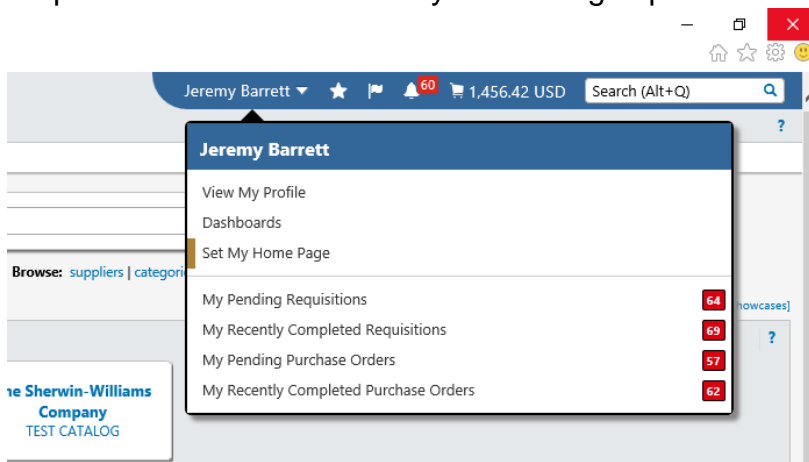 Jeremy Barrett 60 1,456.42 USD Search (Alt+Q)
?
Jeremy Barrett
View My Profile
Dashboards
Set My Home Page
Browse: suppliers | categori
My Pending Requisitions 64
howcases]
My Recently Completed Requisitions 69
?
My Pending Purchase Orders 57
My Recently Completed Purchase Orders 62
Sherwin-Williams
Company
TEST CATALOG